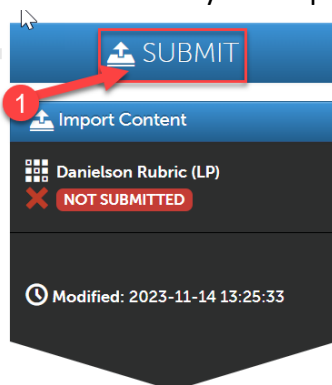 SUBMIT
1
Import Content
Danielson Rubric (LP)
NOT SUBMITTED
Modified: 2023-11-14 13:25:33